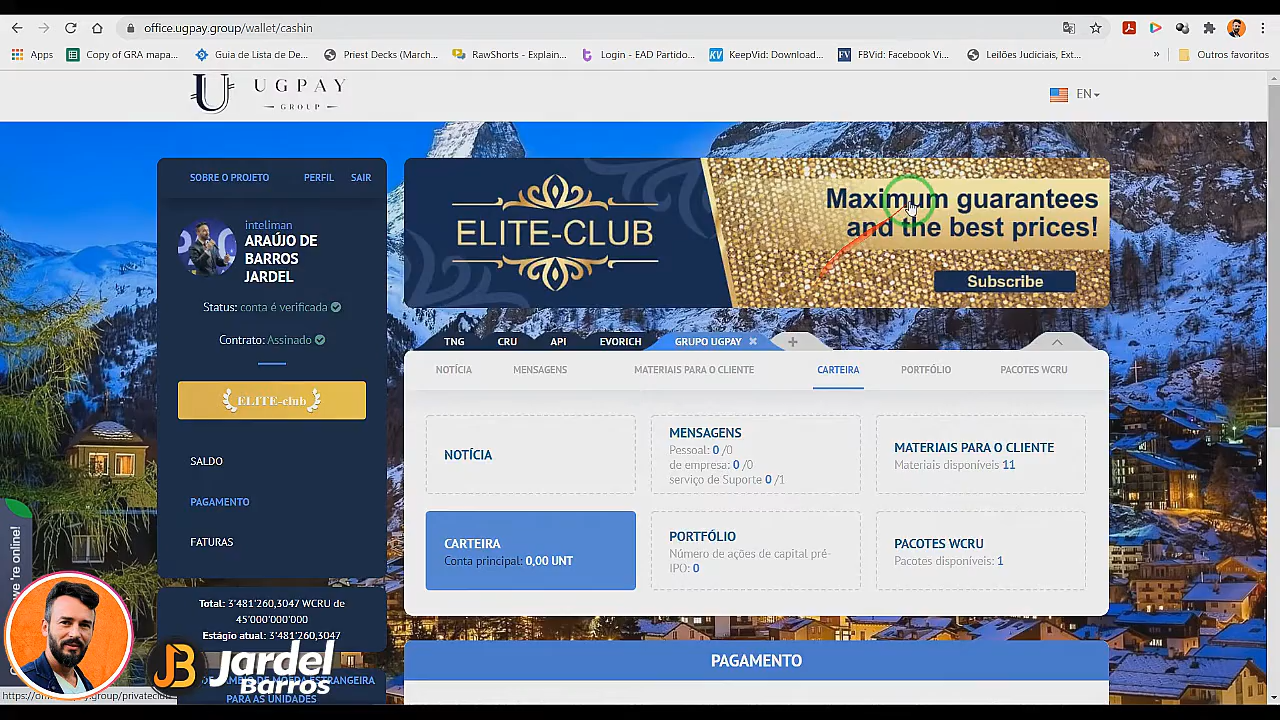 office.ugpay.group/wallet/cashin
Apps
Copy of GRA mapa...
Guia de Lista de De...
Priest Decks (March...
RawShorts - Explain...
Login - EAD Partido...
KeepVid: Download...
FBVid: Facebook Vi...
Leilões Judiciais, Ext...
»
Outros favoritos
U UGPAY
GROUP
EN
SOBRE O PROJETO PERFIL SAIR
inteliman
ARAÚJO DE
BARROS
JARDEL
Status: conta é verificada
Contrato: Assinado
ELITE-club
SALDO
PAGAMENTO
FATURAS
Total: 3'481'260,3047 WCRU de
45'000'000'000
Estágio atual: 3'481'260,3047
DE MOEDA ESTRANGEIRA
PARA AS UNIDADES
ELITE-CLUB
Maximum guarantees
and the best prices!
Subscribe
TNG CRU API EVORICH GRUPO UGPAY
NOTÍCIA MENSAGENS MATERIAIS PARA O CLIENTE CARTEIRA PORTFÓLIO PACOTES WCRU
NOTÍCIA
MENSAGENS
Pessoal: 0 /0
de empresa: 0 /0
serviço de Suporte 0 /1
MATERIAIS PARA O CLIENTE
Materiais disponíveis 11
CARTEIRA
Conta principal: 0,00 UNT
PORTFÓLIO
Número de ações de capital pré-
IPO: 0
PACOTES WCRU
Pacotes disponíveis: 1
PAGAMENTO
we're online!
JB Jardel
Barros